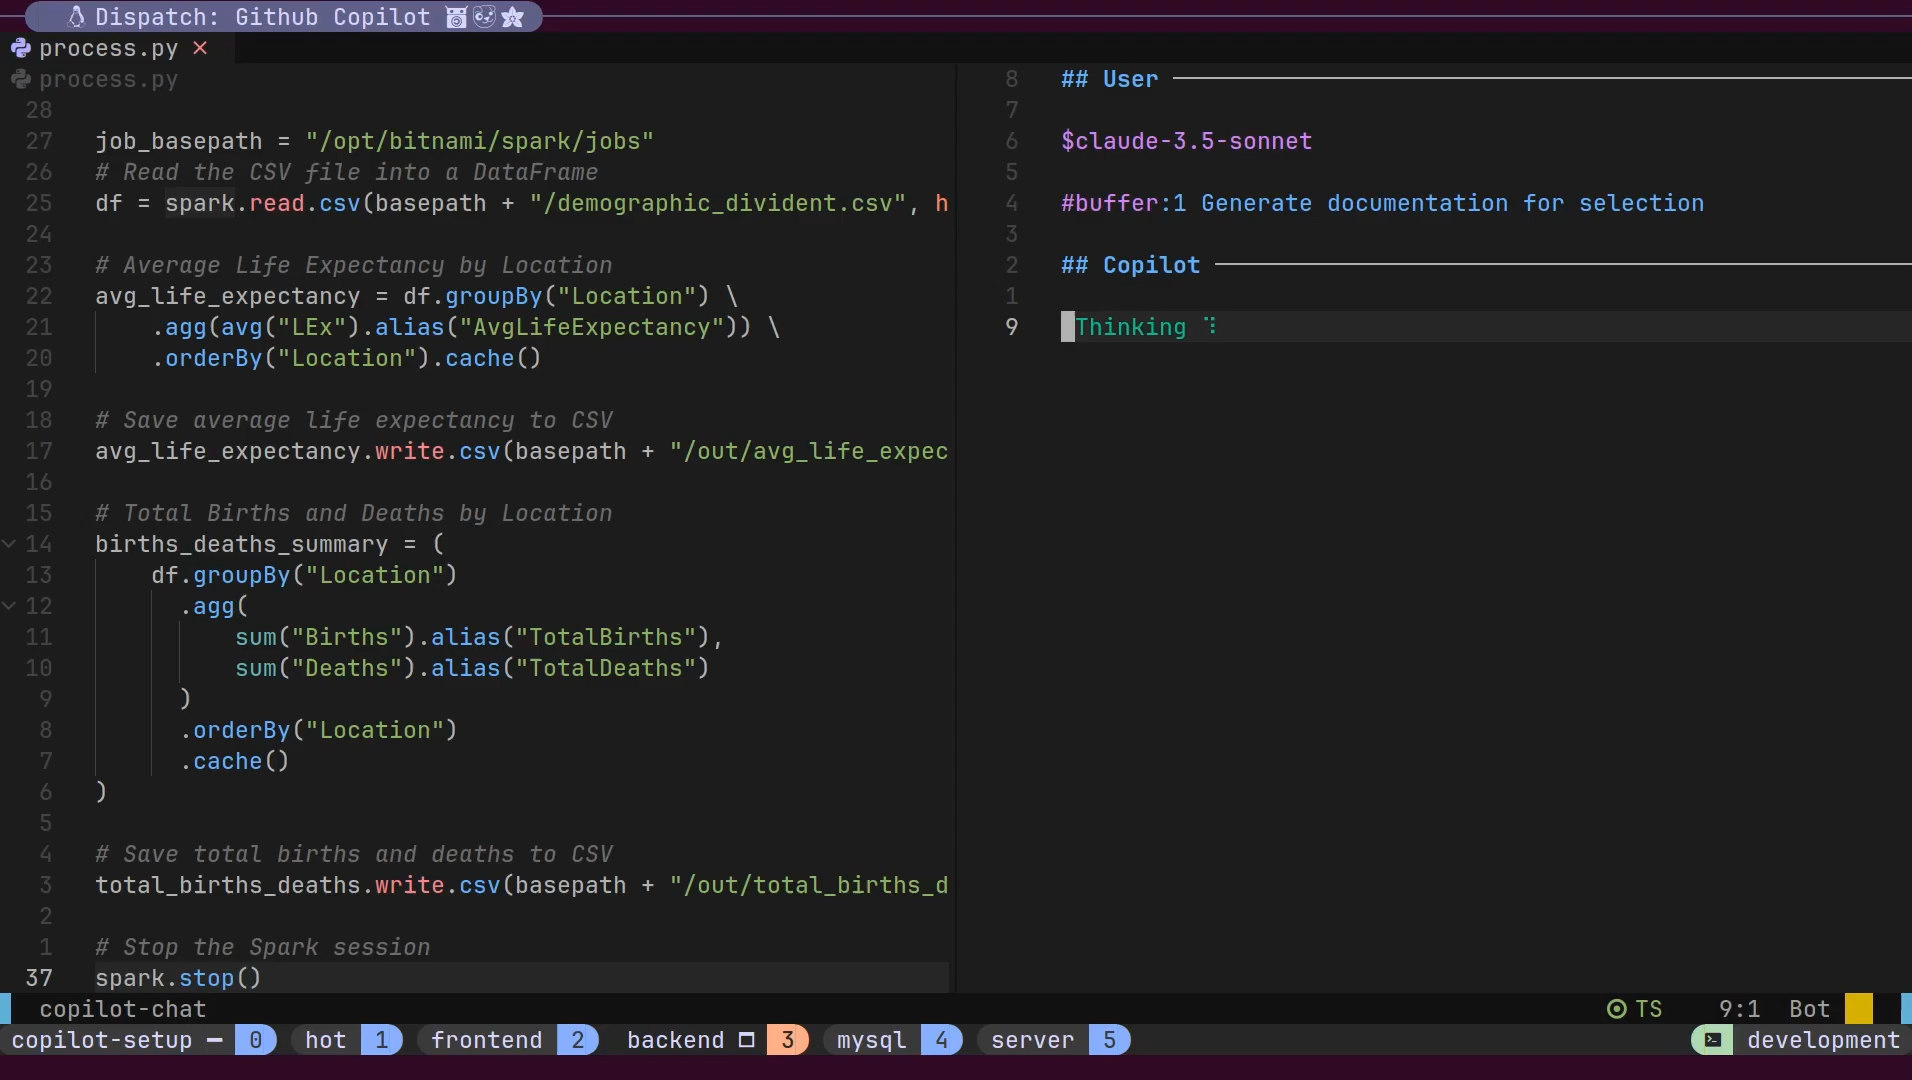 Dispatch: Github Copilot
process.py ✕
process.py
28
27 job_basepath = "/opt/bitnami/spark/jobs"
26 # Read the CSV file into a DataFrame
25 df = spark.read.csv(basepath + "/demographic_divident.csv", h
24
23 # Average Life Expectancy by Location
22 avg_life_expectancy = df.groupBy("Location") \
21 .agg(avg("LEx").alias("AvgLifeExpectancy")) \
20 .orderBy("Location").cache()
19
18 # Save average life expectancy to CSV
17 avg_life_expectancy.write.csv(basepath + "/out/avg_life_expec
16
15 # Total Births and Deaths by Location
14 births_deaths_summary = (
13 df.groupBy("Location")
12 .agg(
11 sum("Births").alias("TotalBirths"),
10 sum("Deaths").alias("TotalDeaths")
9 )
8 .orderBy("Location")
7 .cache()
6 )
5
4 # Save total births and deaths to CSV
3 total_births_deaths.write.csv(basepath + "/out/total_births_d
2
1 # Stop the Spark session
37 spark.stop()
8 ## User
7
6 $claude-3.5-sonnet
5
4 #buffer:1 Generate documentation for selection
3
2 ## Copilot
1
9 Thinking
copilot-chat TS 9:1 Bot
copilot-setup – 0 hot 1 frontend 2 backend 3 mysql 4 server 5 development